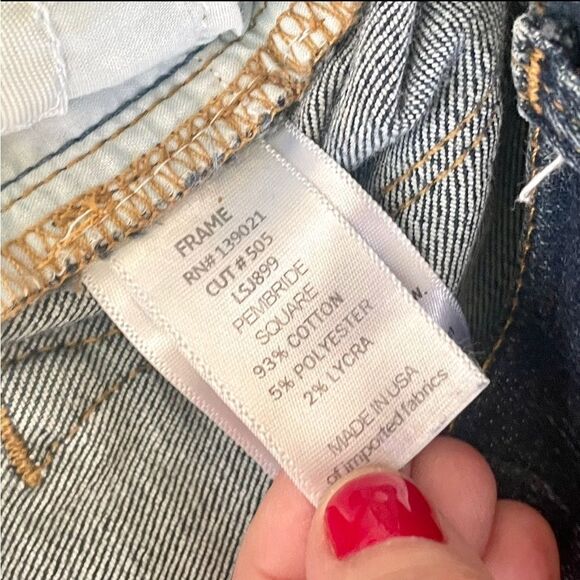 FRAME
RN# 139021
CUT # 505
LSJ899
PEMBRIDE
SQUARE
93% COTTON
5% POLYESTER
2% LYCRA
MADE IN USA
of imported fabrics